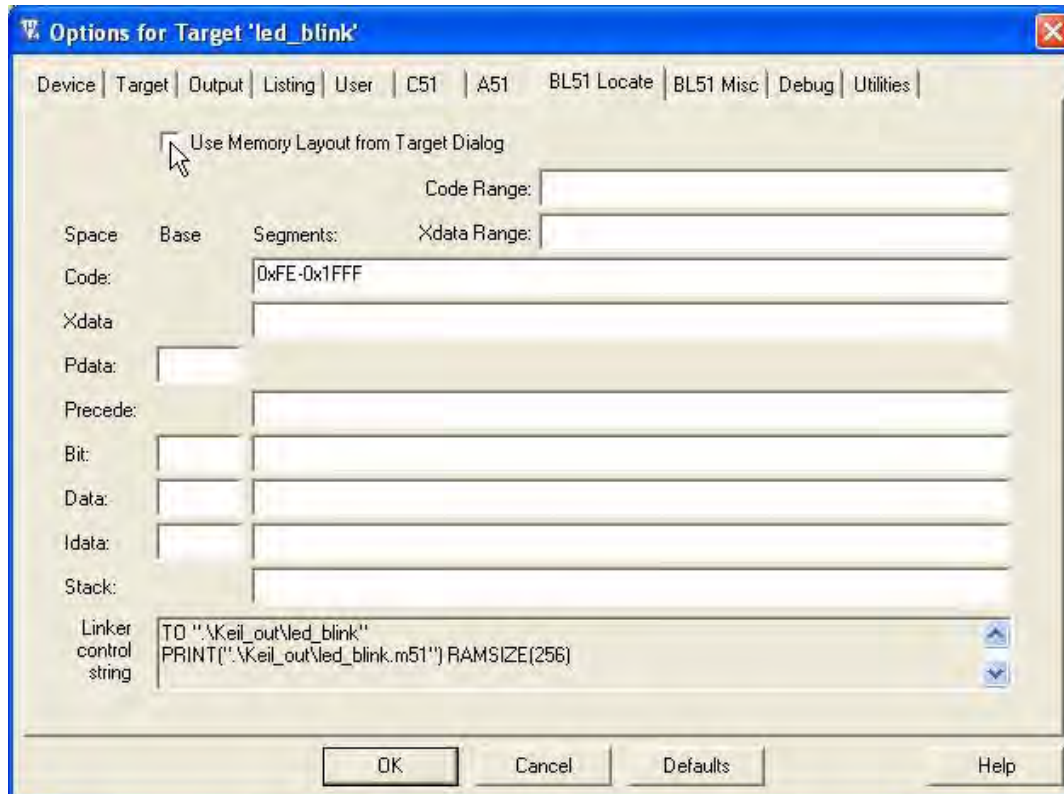 Options for Target 'led_blink'
Device Target Output Listing User C51 A51 BL51 Locate BL51 Misc Debug Utilities
Use Memory Layout from Target Dialog
Code Range:
Space Base Segments: Xdata Range:
Code: 0xFE-0x1FFF
Xdata
Pdata:
Precede:
Bit:
Data:
Idata:
Stack:
Linker control string
TO ".\Keil_out\led_blink"
PRINT(".\Keil_out\led_blink.m51") RAMSIZE(256)
OK Cancel Defaults Help